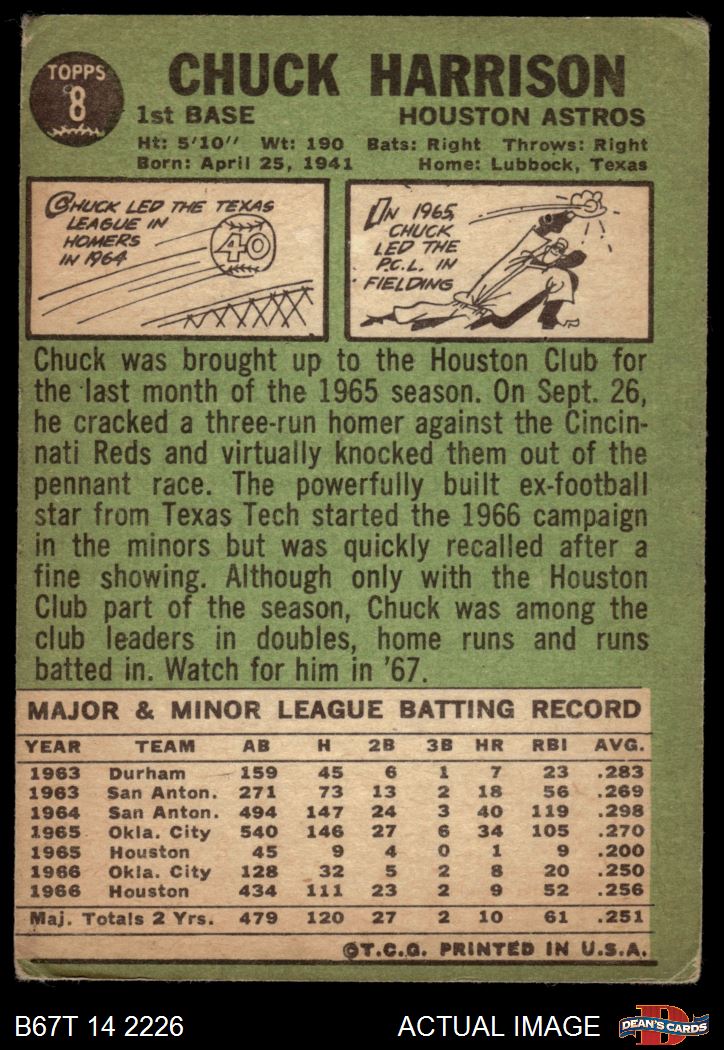 TOPPS
8
CHUCK HARRISON
1st BASE HOUSTON ASTROS
Ht: 5'10" Wt: 190 Bats: Right Throws: Right
Born: April 25, 1941 Home: Lubbock, Texas
CHUCK LED THE TEXAS
LEAGUE IN
HOMERS
IN 1964
40
IN 1965
CHUCK
LED THE
P.C.L. IN
FIELDING
Chuck was brought up to the Houston Club for
the last month of the 1965 season. On Sept. 26,
he cracked a three-run homer against the Cincin-
nati Reds and virtually knocked them out of the
pennant race. The powerfully built ex-football
star from Texas Tech started the 1966 campaign
in the minors but was quickly recalled after a
fine showing. Although only with the Houston
Club part of the season, Chuck was among the
club leaders in doubles, home runs and runs
batted in. Watch for him in '67.
MAJOR & MINOR LEAGUE BATTING RECORD
YEAR TEAM AB H 2B 3B HR RBI AVG.
1963 Durham 159 45 6 1 7 23 .283
1963 San Anton. 271 73 13 2 18 56 .269
1964 San Anton. 494 147 24 3 40 119 .298
1965 Okla. City 540 146 27 6 34 105 .270
1965 Houston 45 9 4 0 1 9 .200
1966 Okla. City 128 32 5 2 8 20 .250
1966 Houston 434 111 23 2 9 52 .256
Maj. Totals 2 Yrs. 479 120 27 2 10 61 .251
©T.C.G. PRINTED IN U.S.A.
B67T 14 2226 ACTUAL IMAGE
D
DEAN'S CARDS